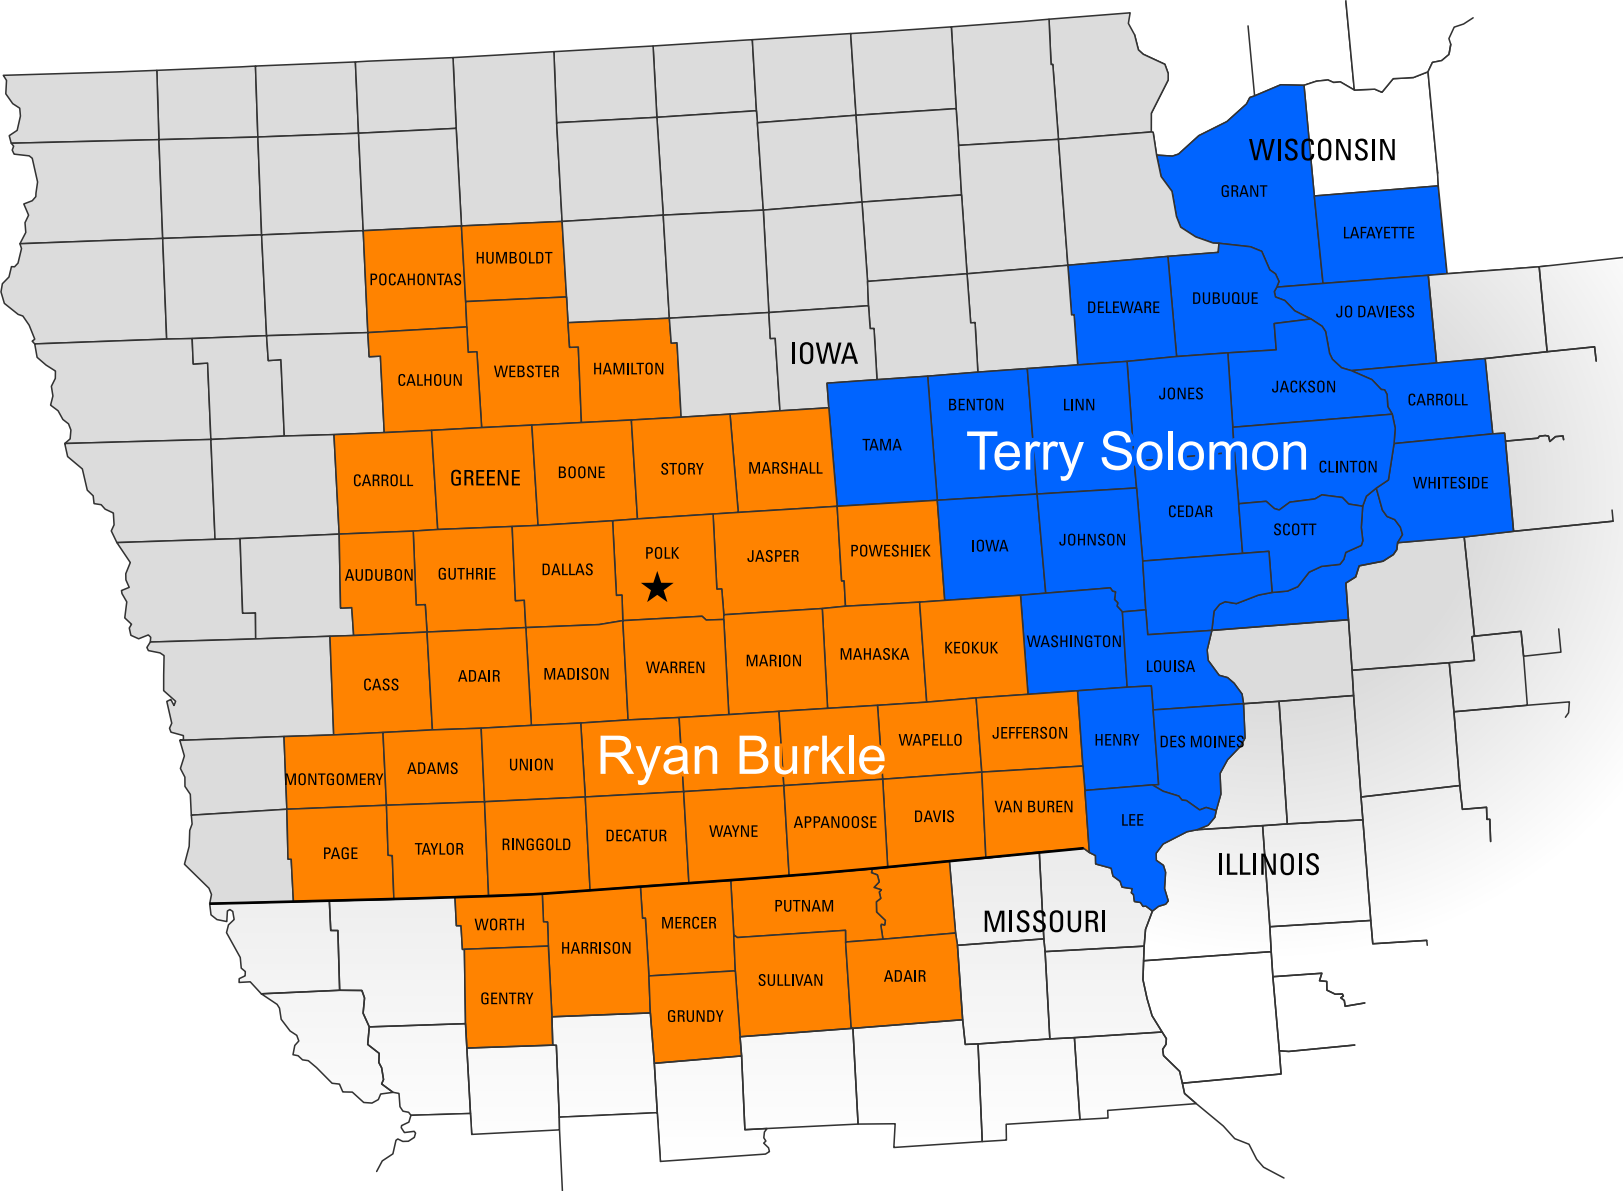 WISCONSIN
GRANT
LAFAYETTE
HUMBOLDT
POCAHONTAS
DELEWARE
DUBUQUE
JO DAVIESS
IOWA
CALHOUN
WEBSTER
HAMILTON
BENTON
LINN
JONES
JACKSON
CARROLL
TAMA
Terry Solomon
CLINTON
WHITESIDE
CARROLL
GREENE
BOONE
STORY
MARSHALL
CEDAR
SCOTT
AUDUBON
GUTHRIE
DALLAS
POLK
JASPER
POWESHIEK
IOWA
JOHNSON
CASS
ADAIR
MADISON
WARREN
MARION
MAHASKA
KEOKUK
WASHINGTON
LOUISA
MONTGOMERY
ADAMS
UNION
Ryan Burkle
WAPELLO
JEFFERSON
HENRY
DES MOINES
PAGE
TAYLOR
RINGGOLD
DECATUR
WAYNE
APPANOOSE
DAVIS
VAN BUREN
LEE
ILLINOIS
WORTH
HARRISON
MERCER
PUTNAM
MISSOURI
GENTRY
GRUNDY
SULLIVAN
ADAIR